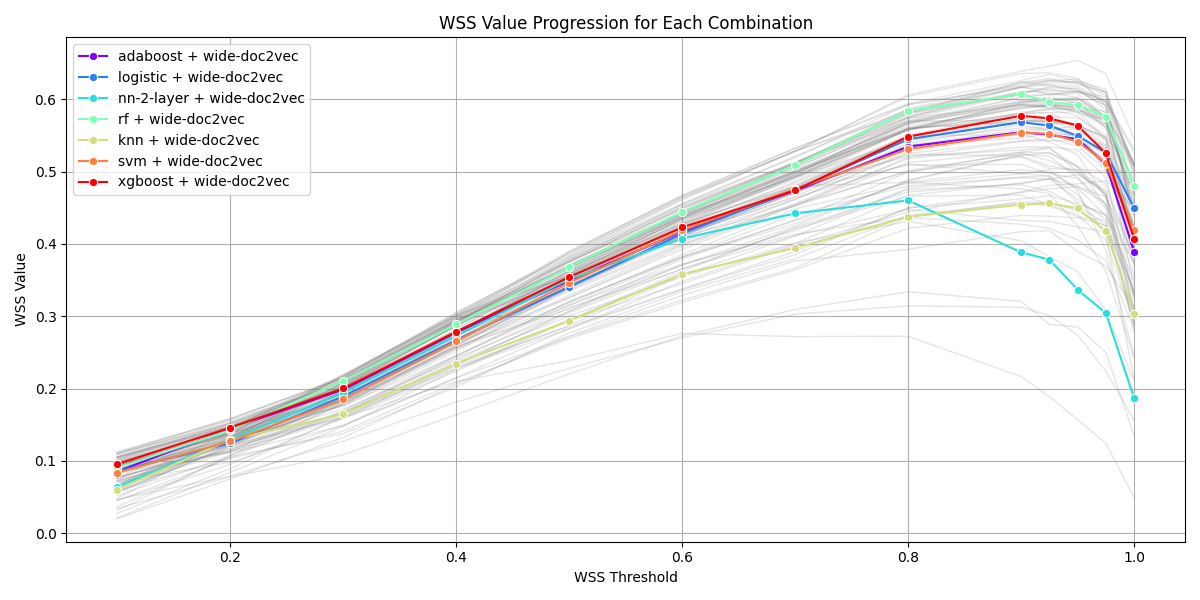 WSS Value Progression for Each Combination
adaboost + wide-doc2vec
logistic + wide-doc2vec
nn-2-layer + wide-doc2vec
rf + wide-doc2vec
knn + wide-doc2vec
svm + wide-doc2vec
xgboost + wide-doc2vec
WSS Value
0.6
0.5
0.4
0.3
0.2
0.1
0.0
0.2 0.4 0.6 0.8 1.0
WSS Threshold